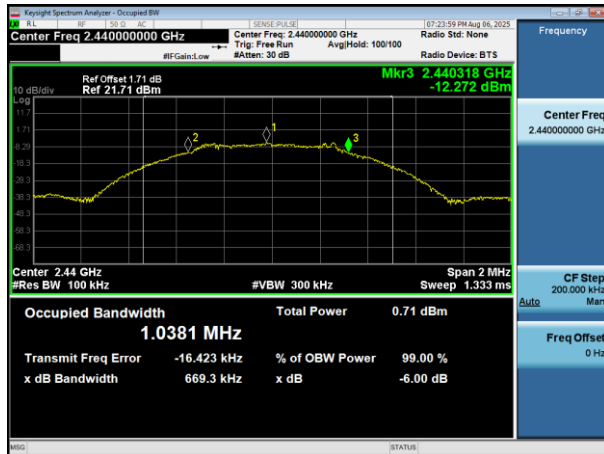 Keysight Spectrum Analyzer - Occupied BW
RL RF 50 Ω AC SENSE:PULSE 07:23:59 PM Aug 06, 2025
Center Freq 2.440000000 GHz
Center Freq: 2.440000000 GHz
Radio Std: None
Trig: Free Run Avg|Hold: 100/100
#IFGain:Low #Atten: 30 dB Radio Device: BTS
Frequency
Ref Offset 1.71 dB
Mkr3 2.440318 GHz
10 dB/div Ref 21.71 dBm -12.272 dBm
Log
11.7
1.71
-8.29
-18.3
-28.3
-38.3
-48.3
-58.3
-68.3
2
1
3
Center 2.44 GHz Span 2 MHz
#Res BW 100 kHz #VBW 300 kHz Sweep 1.333 ms
Occupied Bandwidth Total Power 0.71 dBm
1.0381 MHz
Transmit Freq Error -16.423 kHz % of OBW Power 99.00 %
x dB Bandwidth 669.3 kHz x dB -6.00 dB
Center Freq
2.440000000 GHz
CF Step
200.000 kHz
Auto Man
Freq Offset
0 Hz
MSG STATUS